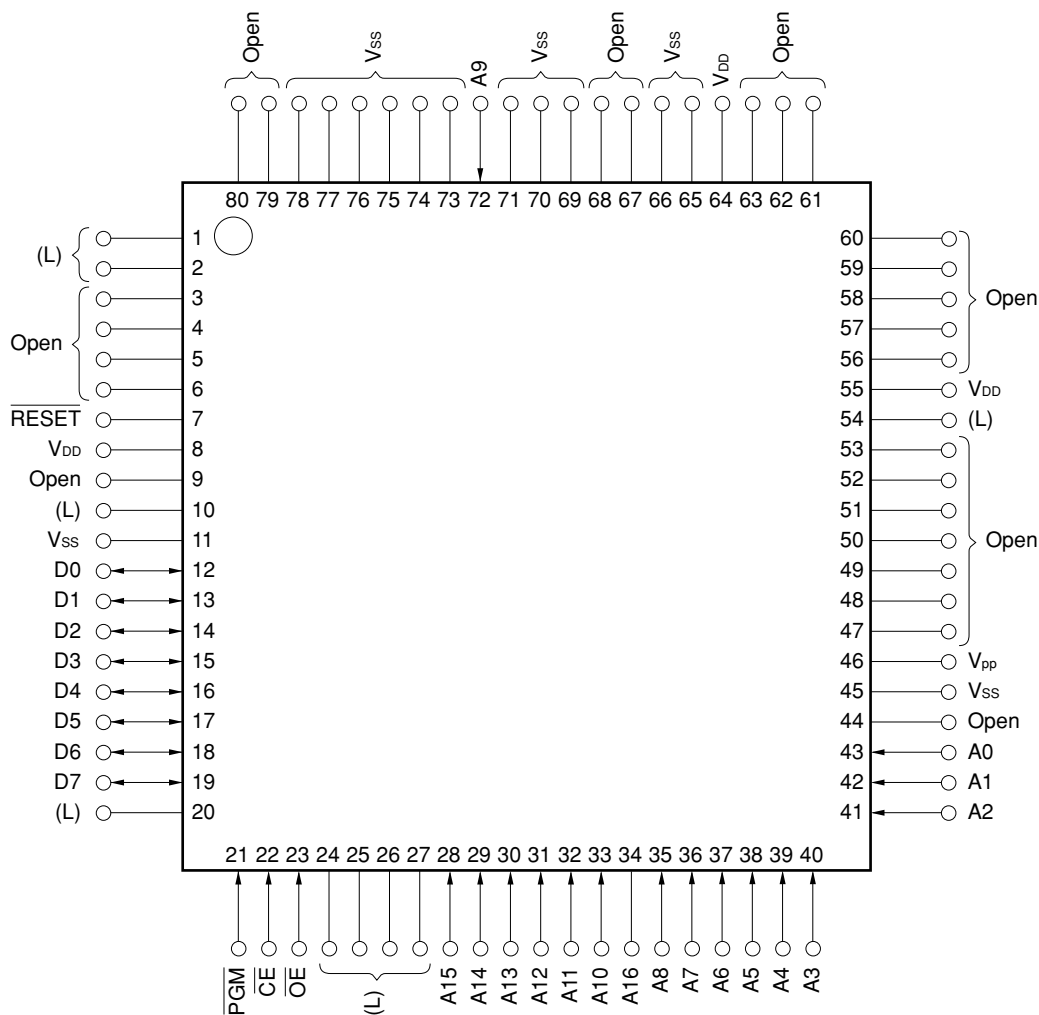 Open
VSS
A9
VSS
Open
VSS
VDD
Open
80 79 78 77 76 75 74 73 72 71 70 69 68 67 66 65 64 63 62 61
(L)
1
2
Open
3
4
5
6
RESET 7
VDD 8
Open 9
(L) 10
VSS 11
D0 12
D1 13
D2 14
D3 15
D4 16
D5 17
D6 18
D7 19
(L) 20
60
59
58
57
56
Open
55 VDD
54 (L)
53
52
51
50
49
48
47
Open
46 Vpp
45 VSS
44 Open
43 A0
42 A1
41 A2
21 22 23 24 25 26 27 28 29 30 31 32 33 34 35 36 37 38 39 40
PGM
CE
OE
(L)
A15
A14
A13
A12
A11
A10
A16
A8
A7
A6
A5
A4
A3